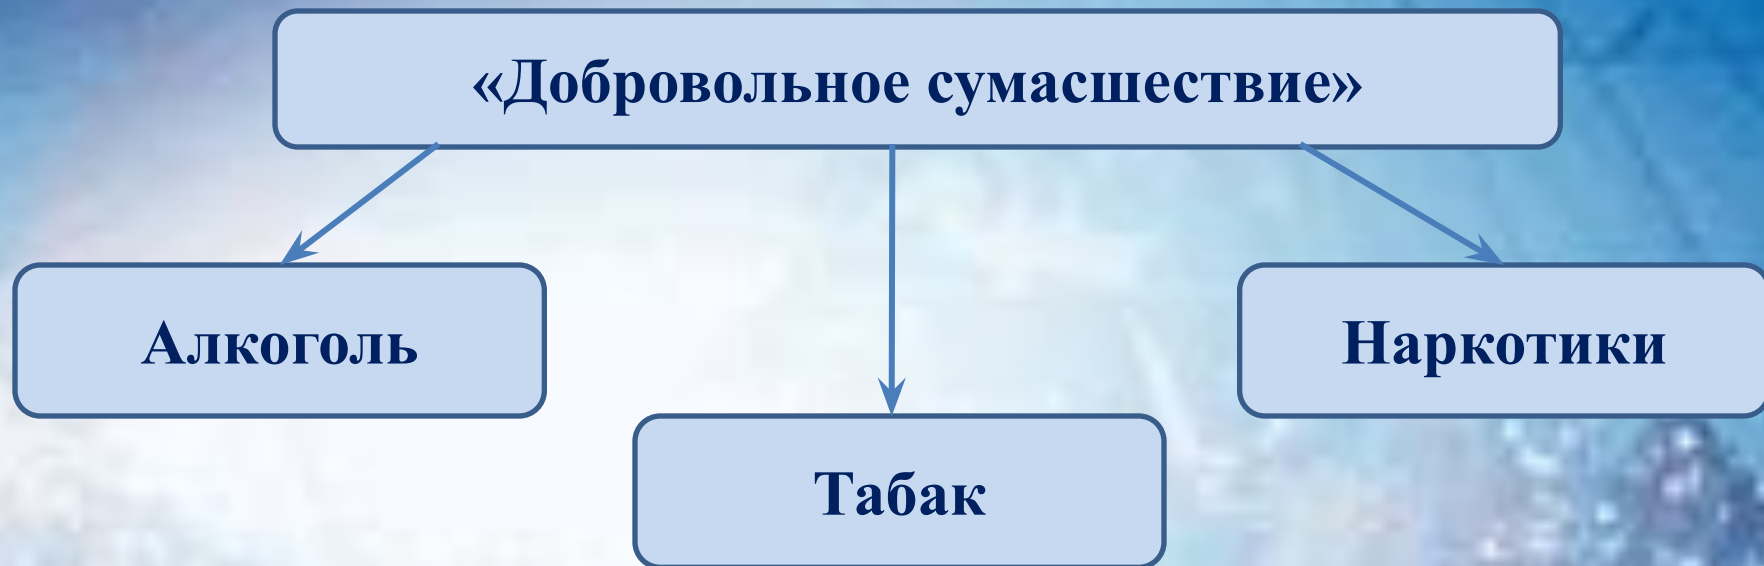 «Добровольное сумасшествие»
Алкоголь
Наркотики
Табак